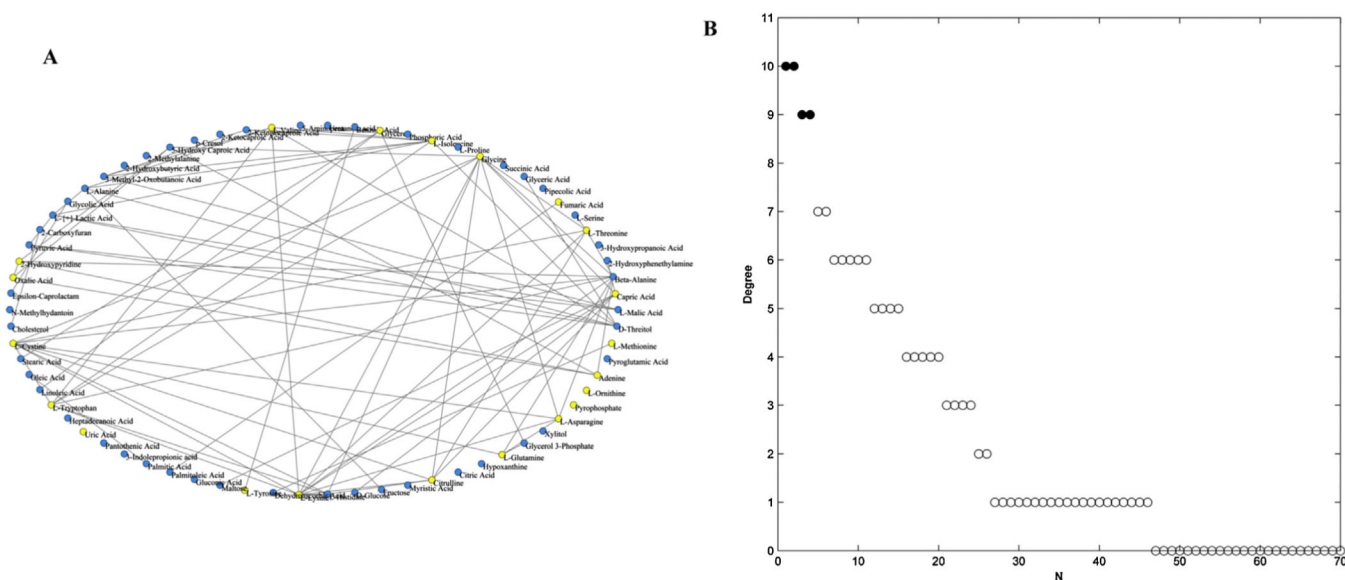 A
B
L-Isoleucine
L-Proline
Glycine
Succinic Acid
Glyceric Acid
Pipecolic Acid
Fumaric Acid
L-Serine
L-Threonine
3-Hydroxypropanoic Acid
2-Hydroxyphenethylamine
Beta-Alanine
Capric Acid
L-Malic Acid
D-Threitol
L-Methionine
Pyroglutamic Acid
Adenine
L-Ornithine
Pyrophosphate
L-Asparagine
Xylitol
Glycerol 3-Phosphate
L-Glutamine
Hypoxanthine
Citric Acid
Citrulline
Myristic Acid
Fructose
D-Glucose
L-Tyrosine
Maltose
Gluconic Acid
Palmitoleic Acid
Palmitic Acid
3-Indolepropionic acid
Pantothenic Acid
Uric Acid
Heptadecanoic Acid
L-Tryptophan
Linoleic Acid
Oleic Acid
Stearic Acid
L-Cystine
Cholesterol
N-Methylhydantoin
Epsilon-Caprolactam
Oxalic Acid
2-Hydroxypyridine
Pyruvic Acid
2-Carboxyfuran
L-[+] Lactic Acid
Glycolic Acid
L-Alanine
3-Methyl-2-Oxobutanoic Acid
2-Hydroxybutyric Acid
2-Methylalanine
2-Hydroxy Caproic Acid
p-Cresol
2-Ketocaproic Acid
Phosphoric Acid
Degree
11
10
9
8
7
6
5
4
3
2
1
0
0
10
20
30
40
50
60
70
N